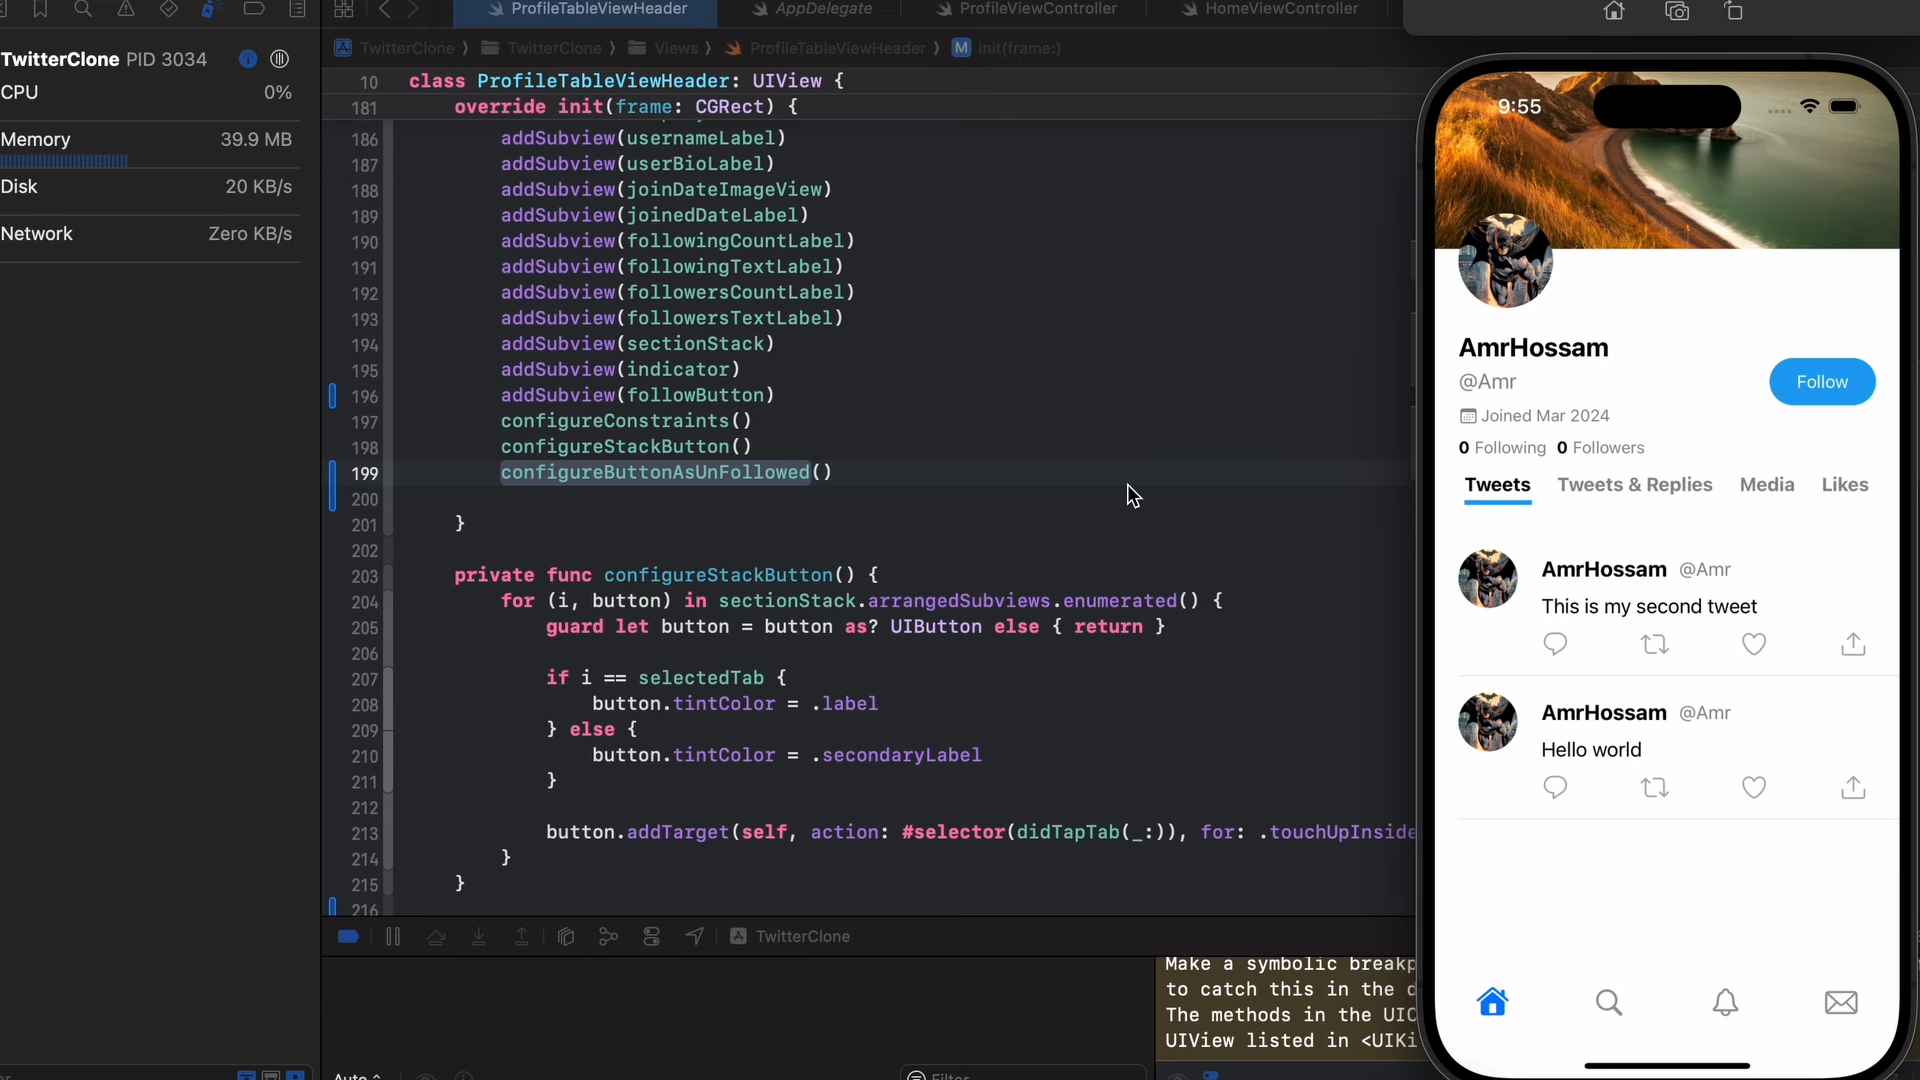 ProfileTableViewHeader
AppDelegate
ProfileViewController
HomeViewController
TwitterClone PID 3034
CPU 0%
Memory 39.9 MB
Disk 20 KB/s
Network Zero KB/s
TwitterClone 〉 TwitterClone 〉 Views 〉 ProfileTableViewHeader 〉 M init(frame:)
10 class ProfileTableViewHeader: UIView {
181 override init(frame: CGRect) {
186 addSubview(usernameLabel)
187 addSubview(userBioLabel)
188 addSubview(joinDateImageView)
189 addSubview(joinedDateLabel)
190 addSubview(followingCountLabel)
191 addSubview(followingTextLabel)
192 addSubview(followersCountLabel)
193 addSubview(followersTextLabel)
194 addSubview(sectionStack)
195 addSubview(indicator)
196 addSubview(followButton)
197 configureConstraints()
198 configureStackButton()
199 configureButtonAsUnFollowed()
200
201 }
202
203 private func configureStackButton() {
204 for (i, button) in sectionStack.arrangedSubviews.enumerated() {
205 guard let button = button as? UIButton else { return }
206
207 if i == selectedTab {
208 button.tintColor = .label
209 } else {
210 button.tintColor = .secondaryLabel
211 }
212
213 button.addTarget(self, action: #selector(didTapTab(_:)), for: .touchUpInside
214 }
215 }
216
TwitterClone
Make a symbolic breakp
to catch this in the d
The methods in the UIC
UIView listed in <UIKi
Auto
Filter
9:55
AmrHossam
@Amr
Follow
Joined Mar 2024
0 Following 0 Followers
Tweets Tweets & Replies Media Likes
AmrHossam @Amr
This is my second tweet
AmrHossam @Amr
Hello world